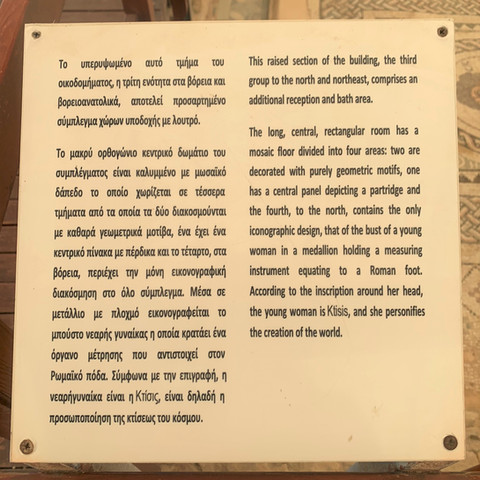 Το υπερυψωμένο αυτό τμήμα του
οικοδομήματος, η τρίτη ενότητα στα βόρεια και
βορειοανατολικά, αποτελεί προσαρτημένο
σύμπλεγμα χώρων υποδοχής με λουτρό.
Το μακρύ ορθογώνιο κεντρικό δωμάτιο του
συμπλέγματος είναι καλυμμένο με μωσαϊκό
δάπεδο το οποίο χωρίζεται σε τέσσερα
τμήματα από τα οποία τα δύο διακοσμούνται
με καθαρά γεωμετρικά μοτίβα, ένα έχει ένα
κεντρικό πίνακα με πέρδικα και το τέταρτο, στα
βόρεια, περιέχει την μόνη εικονογραφική
διακόσμηση στο όλο σύμπλεγμα. Μέσα σε
μετάλλιο με πλοχμό εικονογραφείται το
μπούστο νεαρής γυναίκας η οποία κρατάει ένα
όργανο μέτρησης που αντιστοιχεί στον
Ρωμαϊκό πόδα. Σύμφωνα με την επιγραφή, η
νεαρήγυναίκα είναι η Κτίσις, είναι δηλαδή η
προσωποποίηση της κτίσεως του κόσμου.
This raised section of the building, the third
group to the north and northeast, comprises an
additional reception and bath area.
The long, central, rectangular room has a
mosaic floor divided into four areas: two are
decorated with purely geometric motifs, one
has a central panel depicting a partridge and
the fourth, to the north, contains the only
iconographic design, that of the bust of a young
woman in a medallion holding a measuring
instrument equating to a Roman foot.
According to the inscription around her head,
the young woman is Ktisis, and she personifies
the creation of the world.